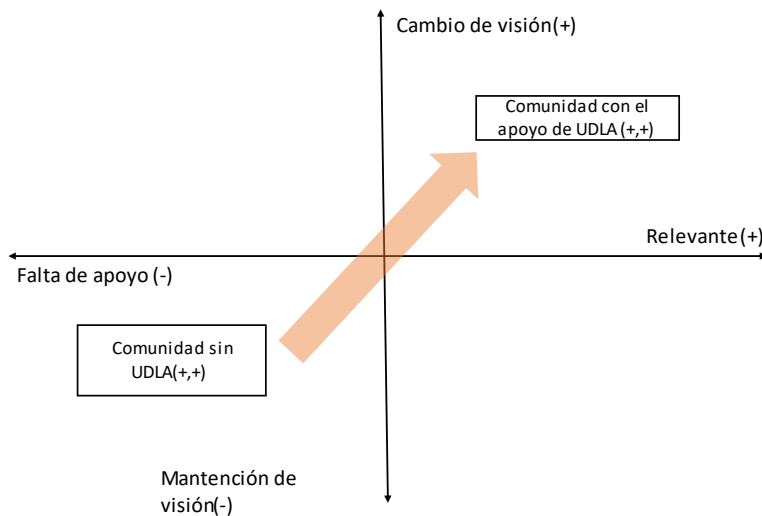 Cambio de visión(+)
Comunidad con el
apoyo de UDLA (+,+)
Relevante(+)
Falta de apoyo (-)
Comunidad sin
UDLA(+,+)
Mantención de
visión(-)